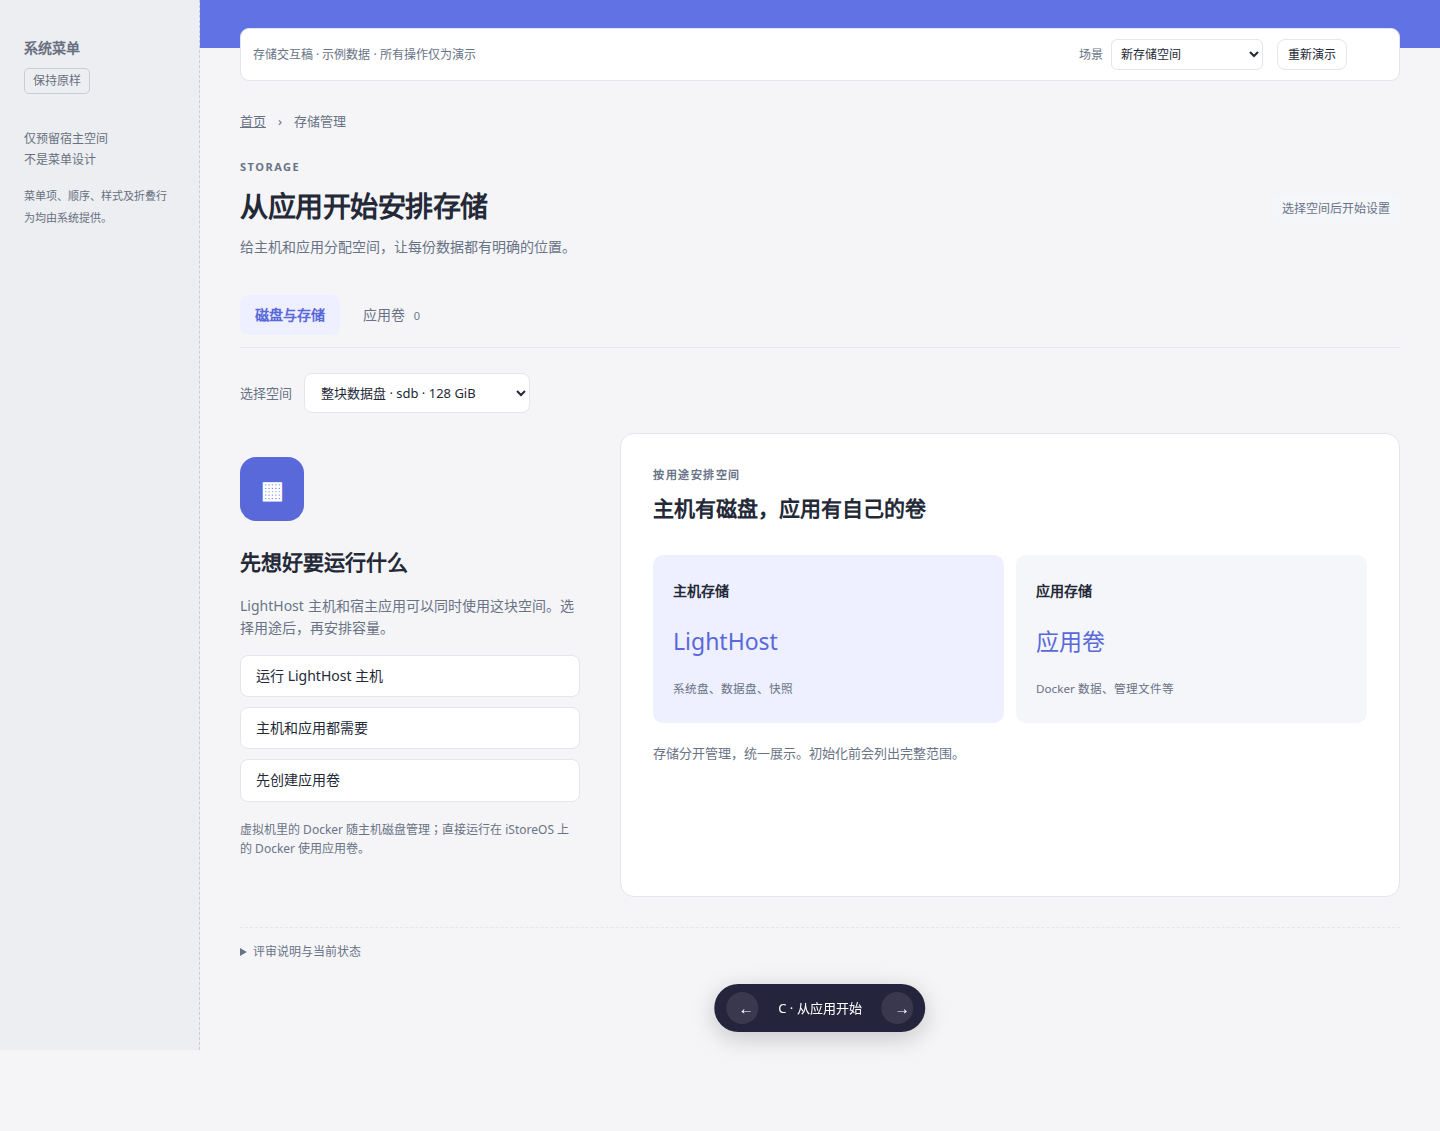 系统菜单
保持原样
仅预留宿主空间
不是菜单设计
菜单项、顺序、样式及折叠行
为均由系统提供。
存储交互稿 · 示例数据 · 所有操作仅为演示
场景
新存储空间
重新演示
首页 › 存储管理
STORAGE
从应用开始安排存储
给主机和应用分配空间，让每份数据都有明确的位置。
选择空间后开始设置
磁盘与存储
应用卷 0
选择空间
整块数据盘 · sdb · 128 GiB
先想好要运行什么
LightHost 主机和宿主应用可以同时使用这块空间。选
择用途后，再安排容量。
运行 LightHost 主机
主机和应用都需要
先创建应用卷
虚拟机里的 Docker 随主机磁盘管理；直接运行在 iStoreOS 上
的 Docker 使用应用卷。
按用途安排空间
主机有磁盘，应用有自己的卷
主机存储
LightHost
系统盘、数据盘、快照
应用存储
应用卷
Docker 数据、管理文件等
存储分开管理，统一展示。初始化前会列出完整范围。
▶ 评审说明与当前状态
← C · 从应用开始 →